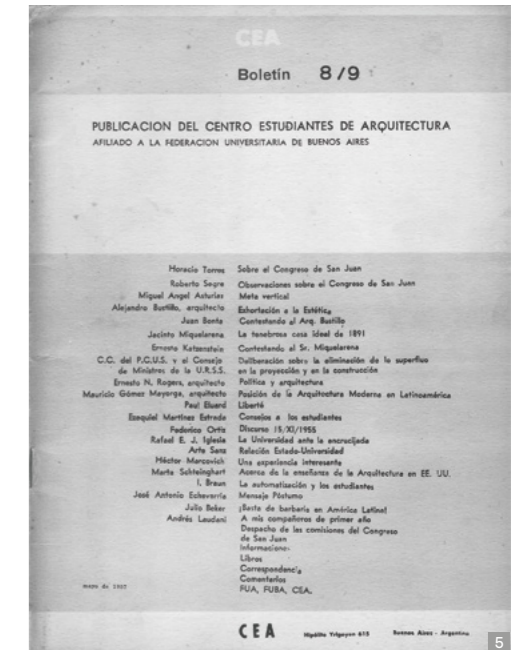 CEA
Boletín 8/9
PUBLICACION DEL CENTRO ESTUDIANTES DE ARQUITECTURA
AFILIADO A LA FEDERACION UNIVERSITARIA DE BUENOS AIRES
Horacio Torres Sobre el Congreso de San Juan
Roberto Segre Observaciones sobre el Congreso de San Juan
Miguel Angel Asturias Meta vertical
Alejandro Bustillo, arquitecto Exhortación a la Estética
Juan Bonta Contestando al Arq. Bustillo
Jacinto Miquelarena La tenebrosa casa ideal de 1891
Ernesto Katzenstein Contestando al Sr. Miquelarena
C.C. del P.C.U.S. y el Consejo Deliberación sobre la eliminación de lo superfluo
de Ministros de la U.R.S.S. en la proyección y en la construcción
Ernesto N. Rogers, arquitecto Política y arquitectura
Mauricio Gómez Mayorga, arquitecto Posición de la Arquitectura Moderna en Latinoamérica
Paul Eluard Liberté
Ezequiel Martínez Estrada Consejos a los estudiantes
Federico Ortiz Discurso 15/XI/1955
Rafael E. J. Iglesia La Universidad ante la encrucijada
Arte Sanz Relación Estado-Universidad
Héctor Marcovich Una experiencia interesante
Marta Schteinghart Acerca de la enseñanza de la Arquitectura en EE. UU.
I. Braun La automatización y los estudiantes
José Antonio Echeverría Mensaje Póstumo
Julio Baker ¡Basta de barbarie en América Latina!
Andrés Laudani A mis compañeros de primer año
Despacho de las comisiones del Congreso
de San Juan
Informaciones
Libros
Correspondencia
Comentarios
FUA, FUBA, CEA.
mayo de 1957
CEA Hipólito Yrigoyen 615 Buenos Aires - Argentina
5